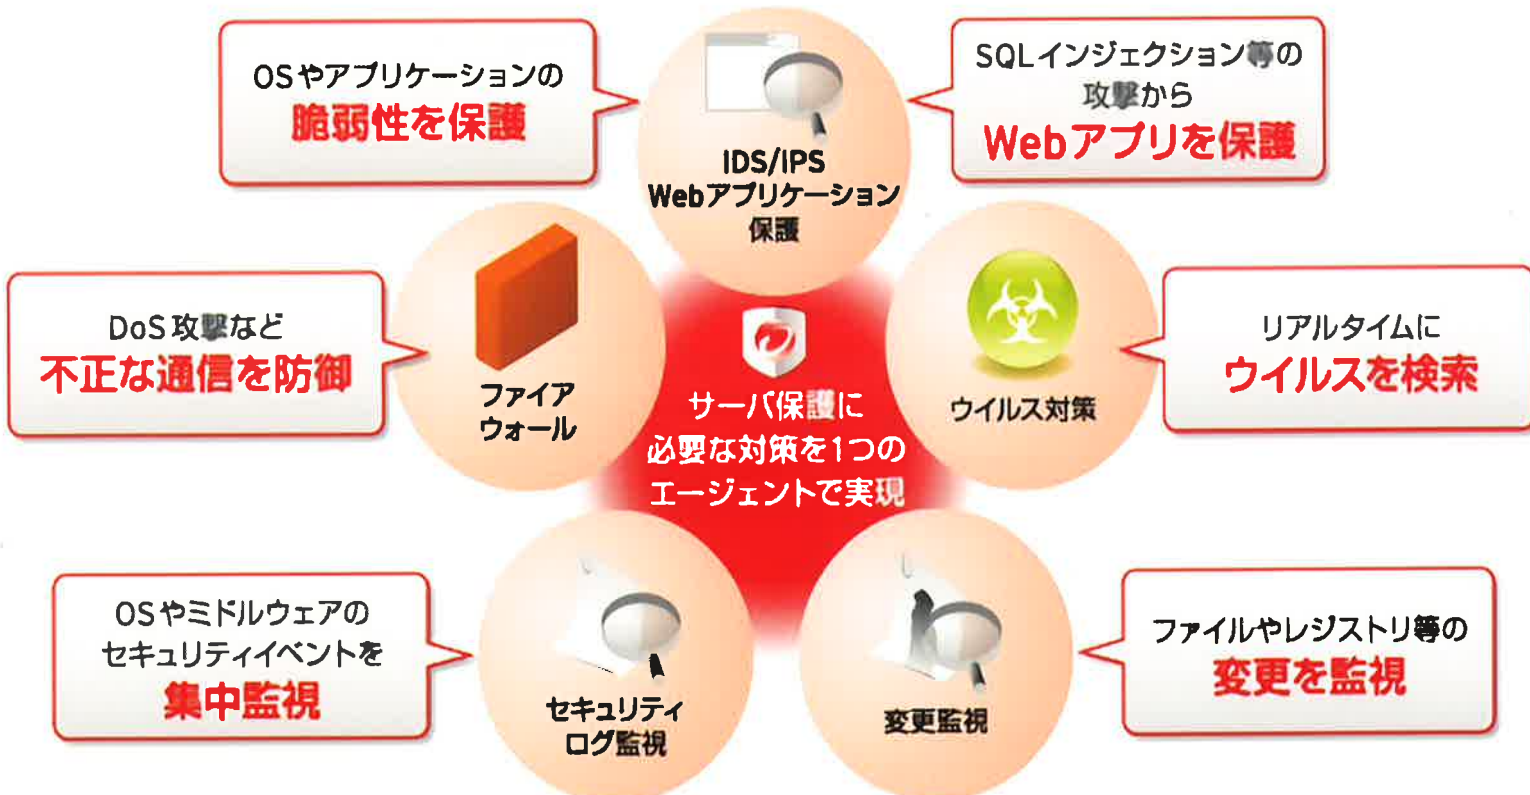 OSやアプリケーションの
脆弱性を保護
SQLインジェクション等の
攻撃から
Webアプリを保護
IDS/IPS
Webアプリケーション
保護
DoS攻撃など
不正な通信を防御
ファイア
ウォール
サーバ保護に
必要な対策を1つの
エージェントで実現
ウイルス対策
リアルタイムに
ウイルスを検索
OSやミドルウェアの
セキュリティイベントを
集中監視
セキュリティ
ログ監視
変更監視
ファイルやレジストリ等の
変更を監視